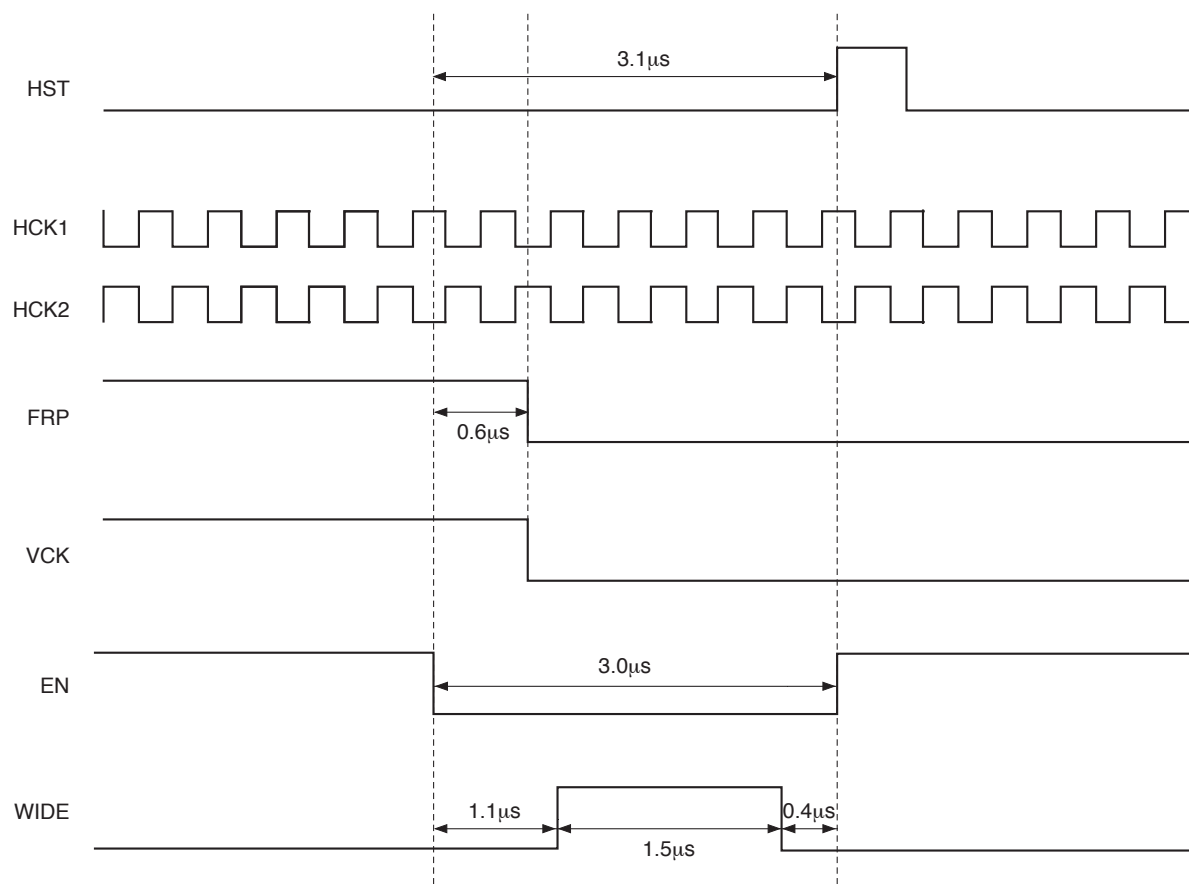 3.1μs
HST
HCK1
HCK2
FRP
0.6μs
VCK
3.0μs
EN
WIDE
1.1μs
0.4μs
1.5μs